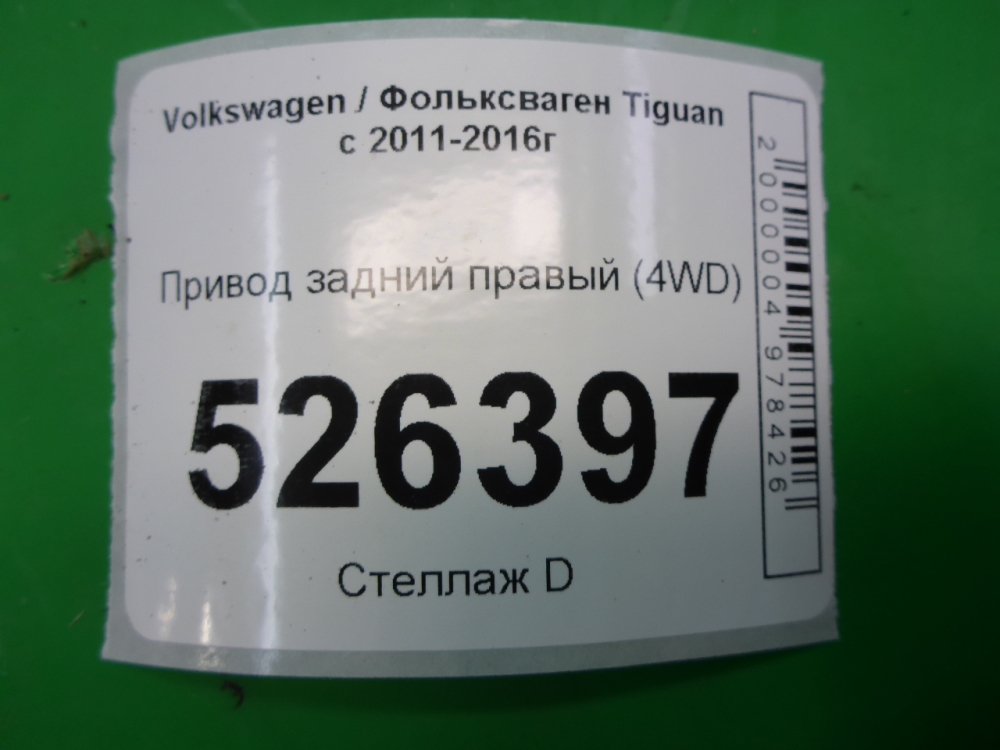 Volkswagen / Фольксваген Tiguan
с 2011-2016г
Привод задний правый (4WD)
526397
Стеллаж D
2000004978426